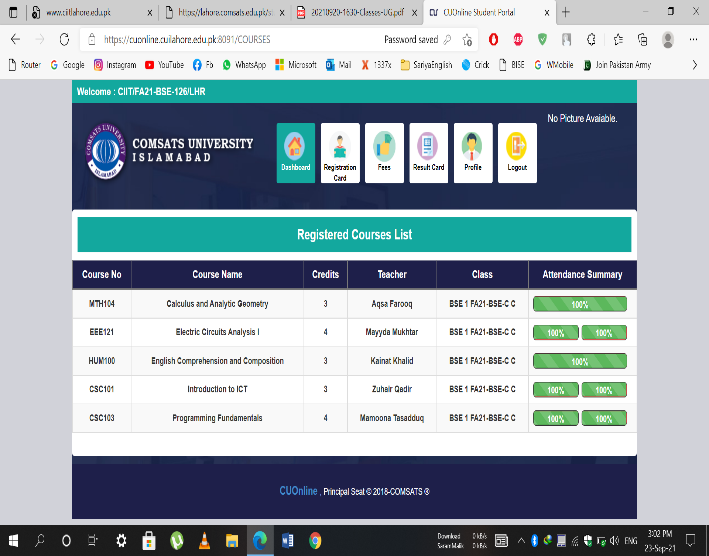 www.ciitlahore.edu.pk
https://lahore.comsats.edu.pk/s
20210920-1630-Classes-UG.pdf
CUOnline Student Portal
https://cuonline.cuilahore.edu.pk:8091/COURSES
Password saved
Router Google Instagram YouTube Fb WhatsApp Microsoft Mail 1337x SariyaEnglish Crick BISE WMobile Join Pakistan Army
Welcome : CIIT/FA21-BSE-126/LHR
No Picture Avaiable.
COMSATS UNIVERSITY
ISLAMABAD
Dashboard Registration Card Fees Result Card Profile Logout
Registered Courses List
Course No Course Name Credits Teacher Class Attendance Summary
MTH104 Calculus and Analytic Geometry 3 Aqsa Farooq BSE 1 FA21-BSE-C C 100%
EEE121 Electric Circuits Analysis I 4 Mayyda Mukhtar BSE 1 FA21-BSE-C C 100% 100%
HUM100 English Comprehension and Composition 3 Kainat Khalid BSE 1 FA21-BSE-C C 100%
CSC101 Introduction to ICT 3 Zuhair Qadir BSE 1 FA21-BSE-C C 100% 100%
CSC103 Programming Fundamentals 4 Mamoona Tasadduq BSE 1 FA21-BSE-C C 100% 100%
CUOnline , Principal Seat © 2018-COMSATS ®
Download 0 kB/s
SaramMalik 0 kB/s
ENG
3:02 PM
23-Sep-21